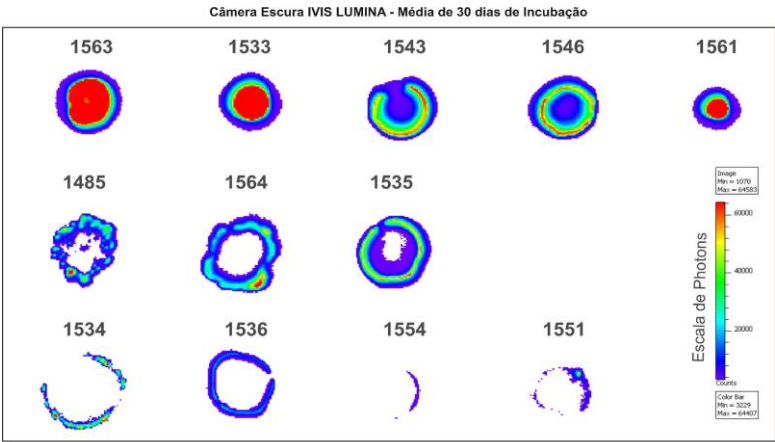 Câmera Escura IVIS LUMINA - Média de 30 dias de Incubação
1563 1533 1543 1546 1561
1485 1564 1535
1534 1536 1554 1551
Image
Min = 1070
Max = 64583
60000
40000
20000
Escala de Photons
Counts
Color Bar
Min = 3229
Max = 64407